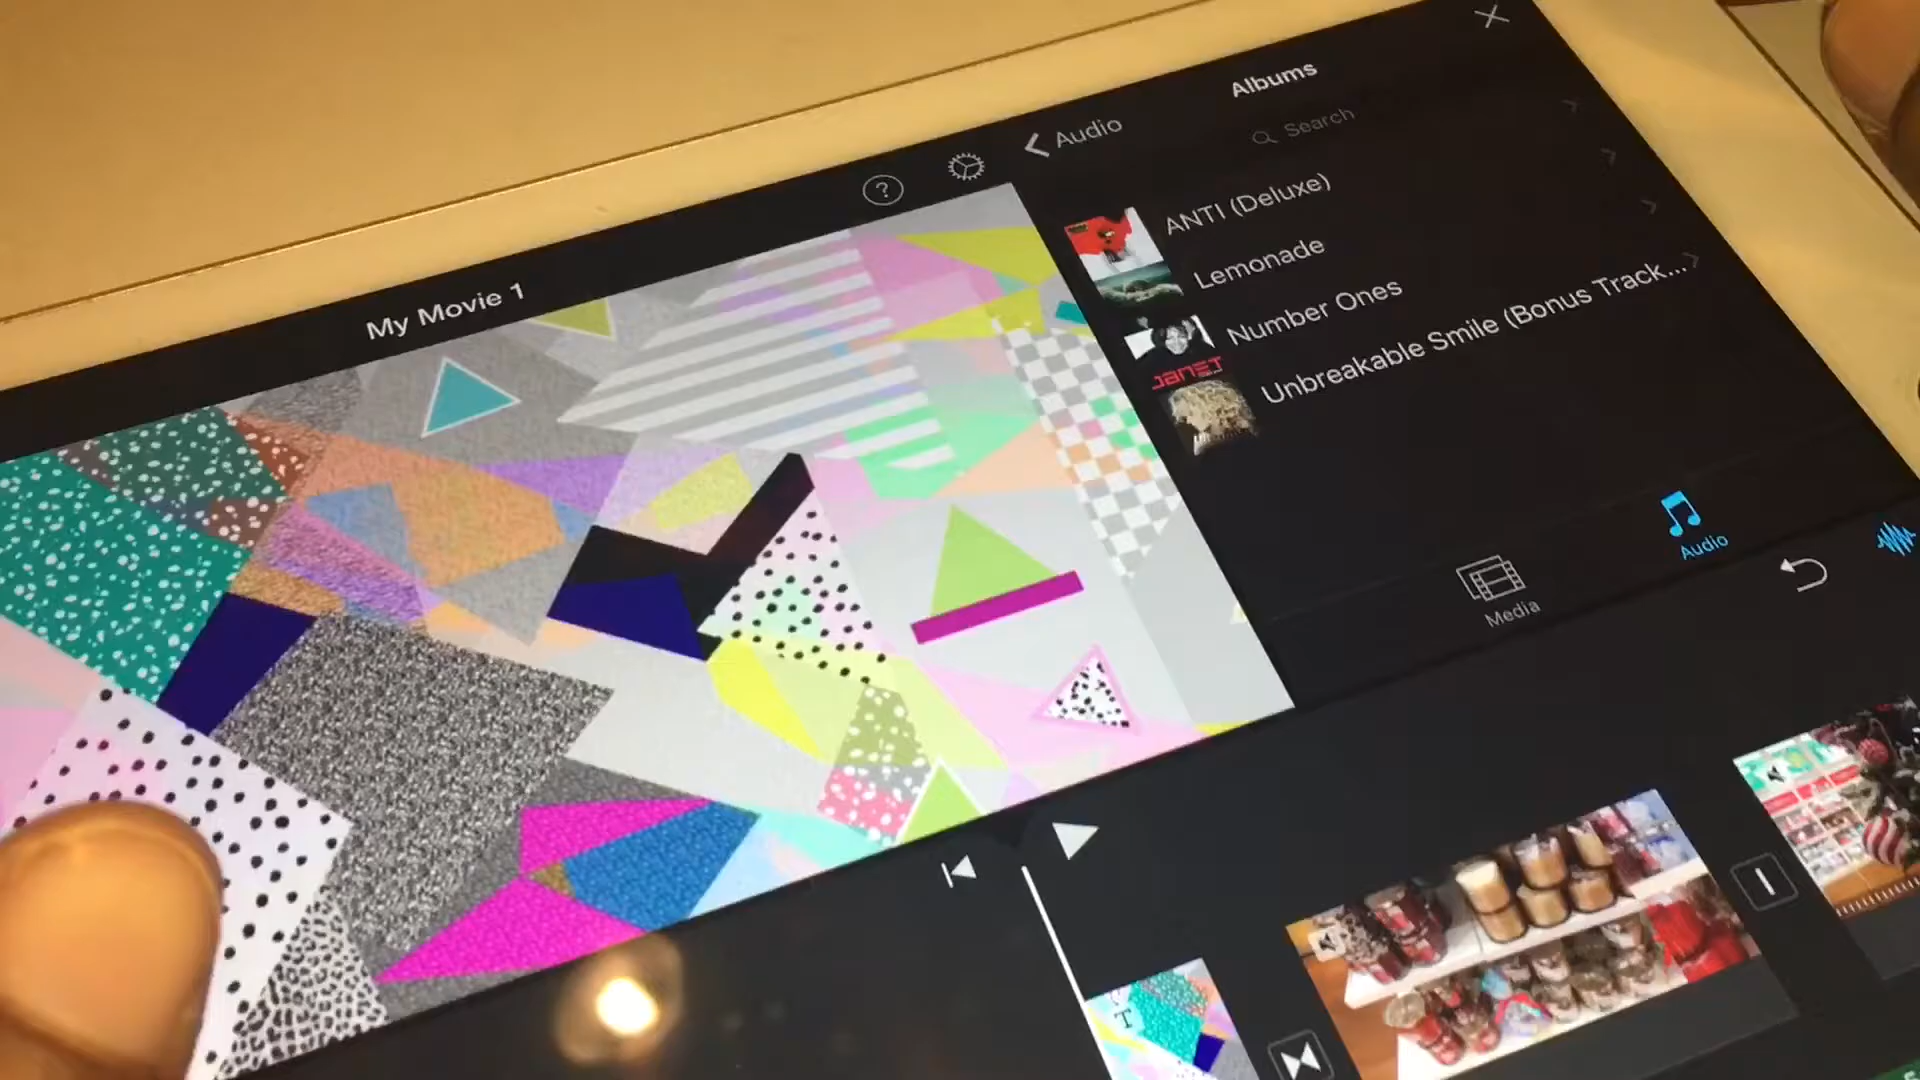 Albums
Audio
Search
?
ANTI (Deluxe)
My Movie 1
Lemonade
Number Ones
JANET
Unbreakable Smile (Bonus Track...
Audio
Media
T